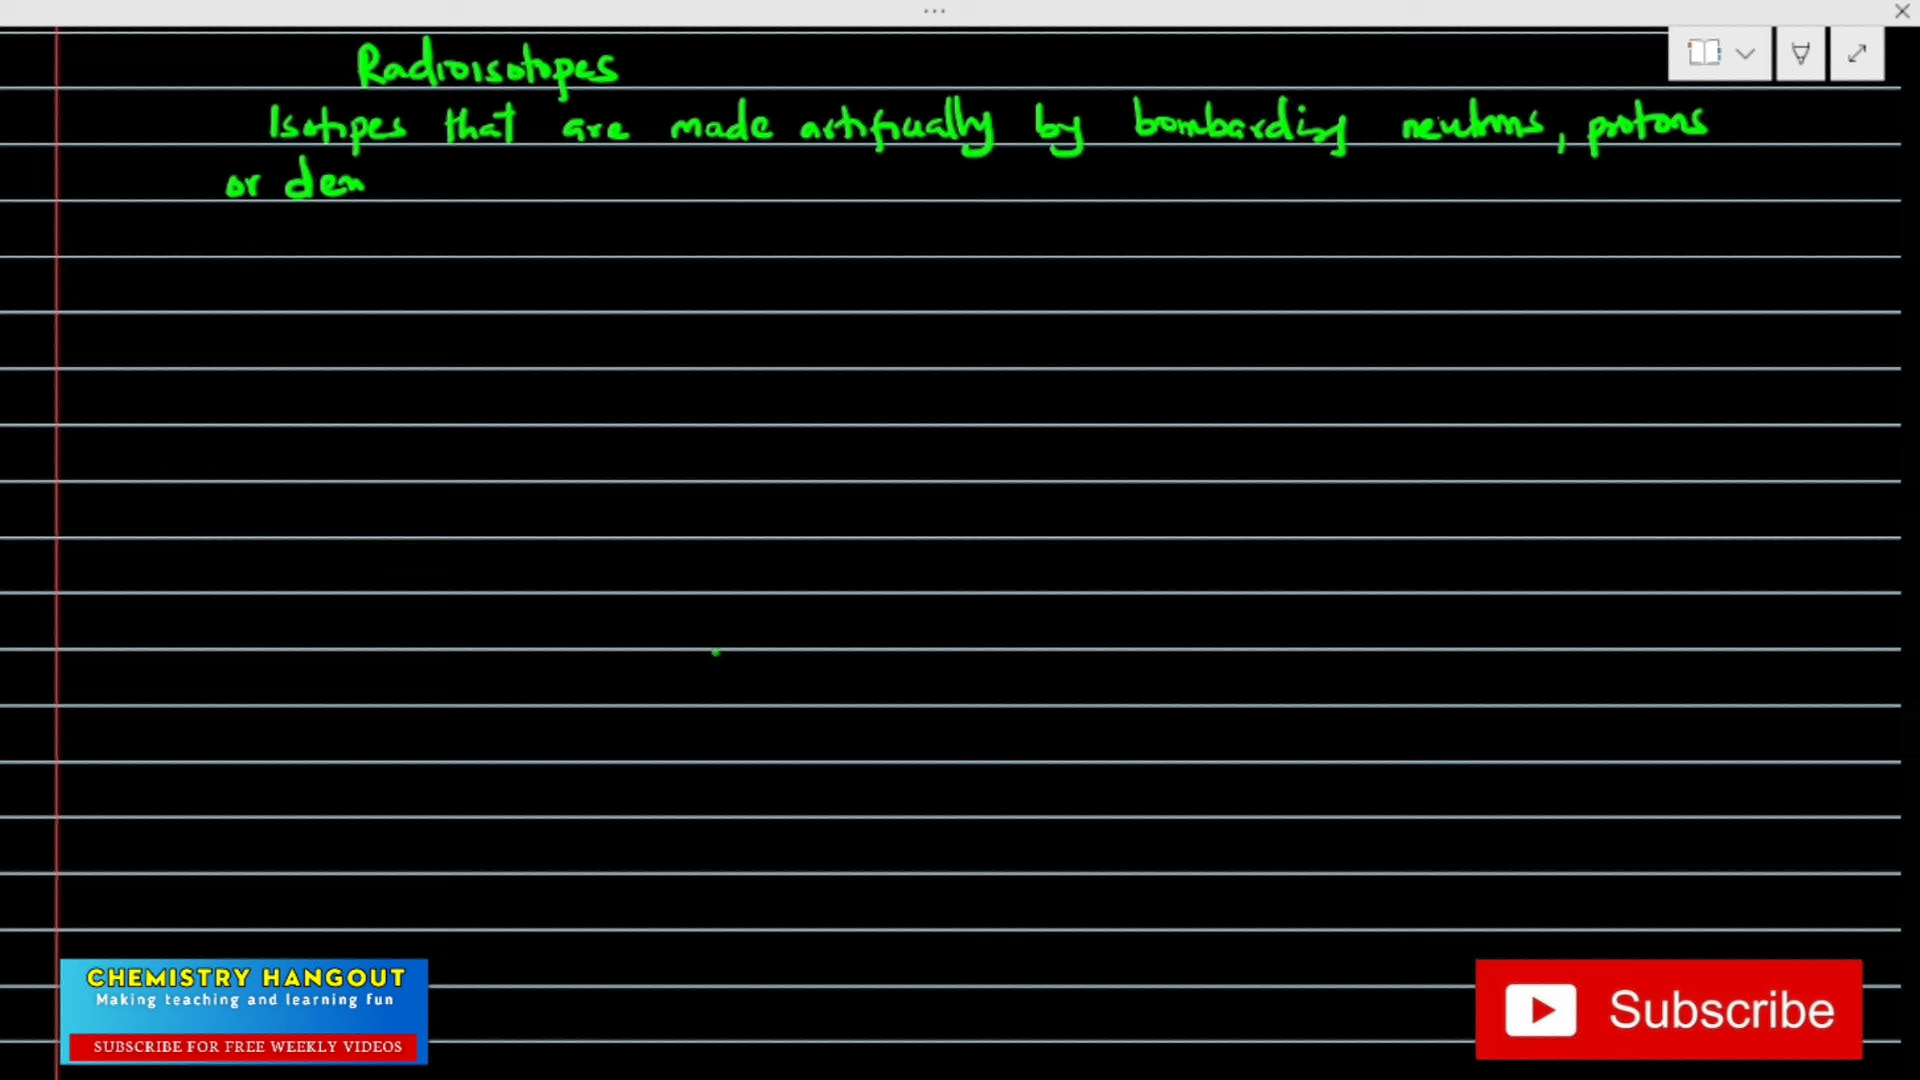 Radioisotopes
Isotopes that are made artificially by bombarding neutrons, protons
or den
CHEMISTRY HANGOUT
Making teaching and learning fun
SUBSCRIBE FOR FREE WEEKLY VIDEOS
Subscribe